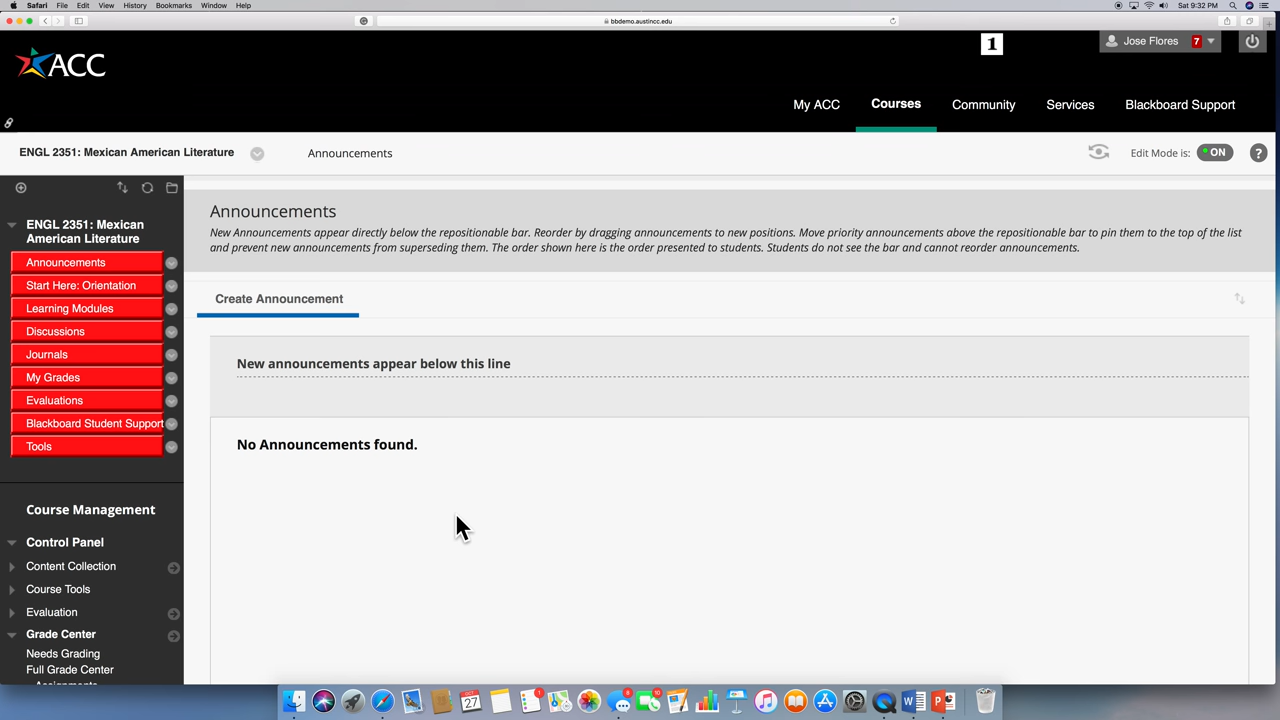 Safari File Edit View History Bookmarks Window Help
Sat 9:32 PM
bbdemo.austincc.edu
1
Jose Flores 7
ACC
My ACC Courses Community Services Blackboard Support
ENGL 2351: Mexican American Literature
Announcements
Edit Mode is: ON ?
ENGL 2351: Mexican
American Literature
Announcements
Start Here: Orientation
Learning Modules
Discussions
Journals
My Grades
Evaluations
Blackboard Student Support
Tools
Course Management
Control Panel
Content Collection
Course Tools
Evaluation
Grade Center
Needs Grading
Full Grade Center
Assignments
Announcements
New Announcements appear directly below the repositionable bar. Reorder by dragging announcements to new positions. Move priority announcements above the repositionable bar to pin them to the top of the list
and prevent new announcements from superseding them. The order shown here is the order presented to students. Students do not see the bar and cannot reorder announcements.
Create Announcement
New announcements appear below this line
No Announcements found.
OCT
27
1
8
10